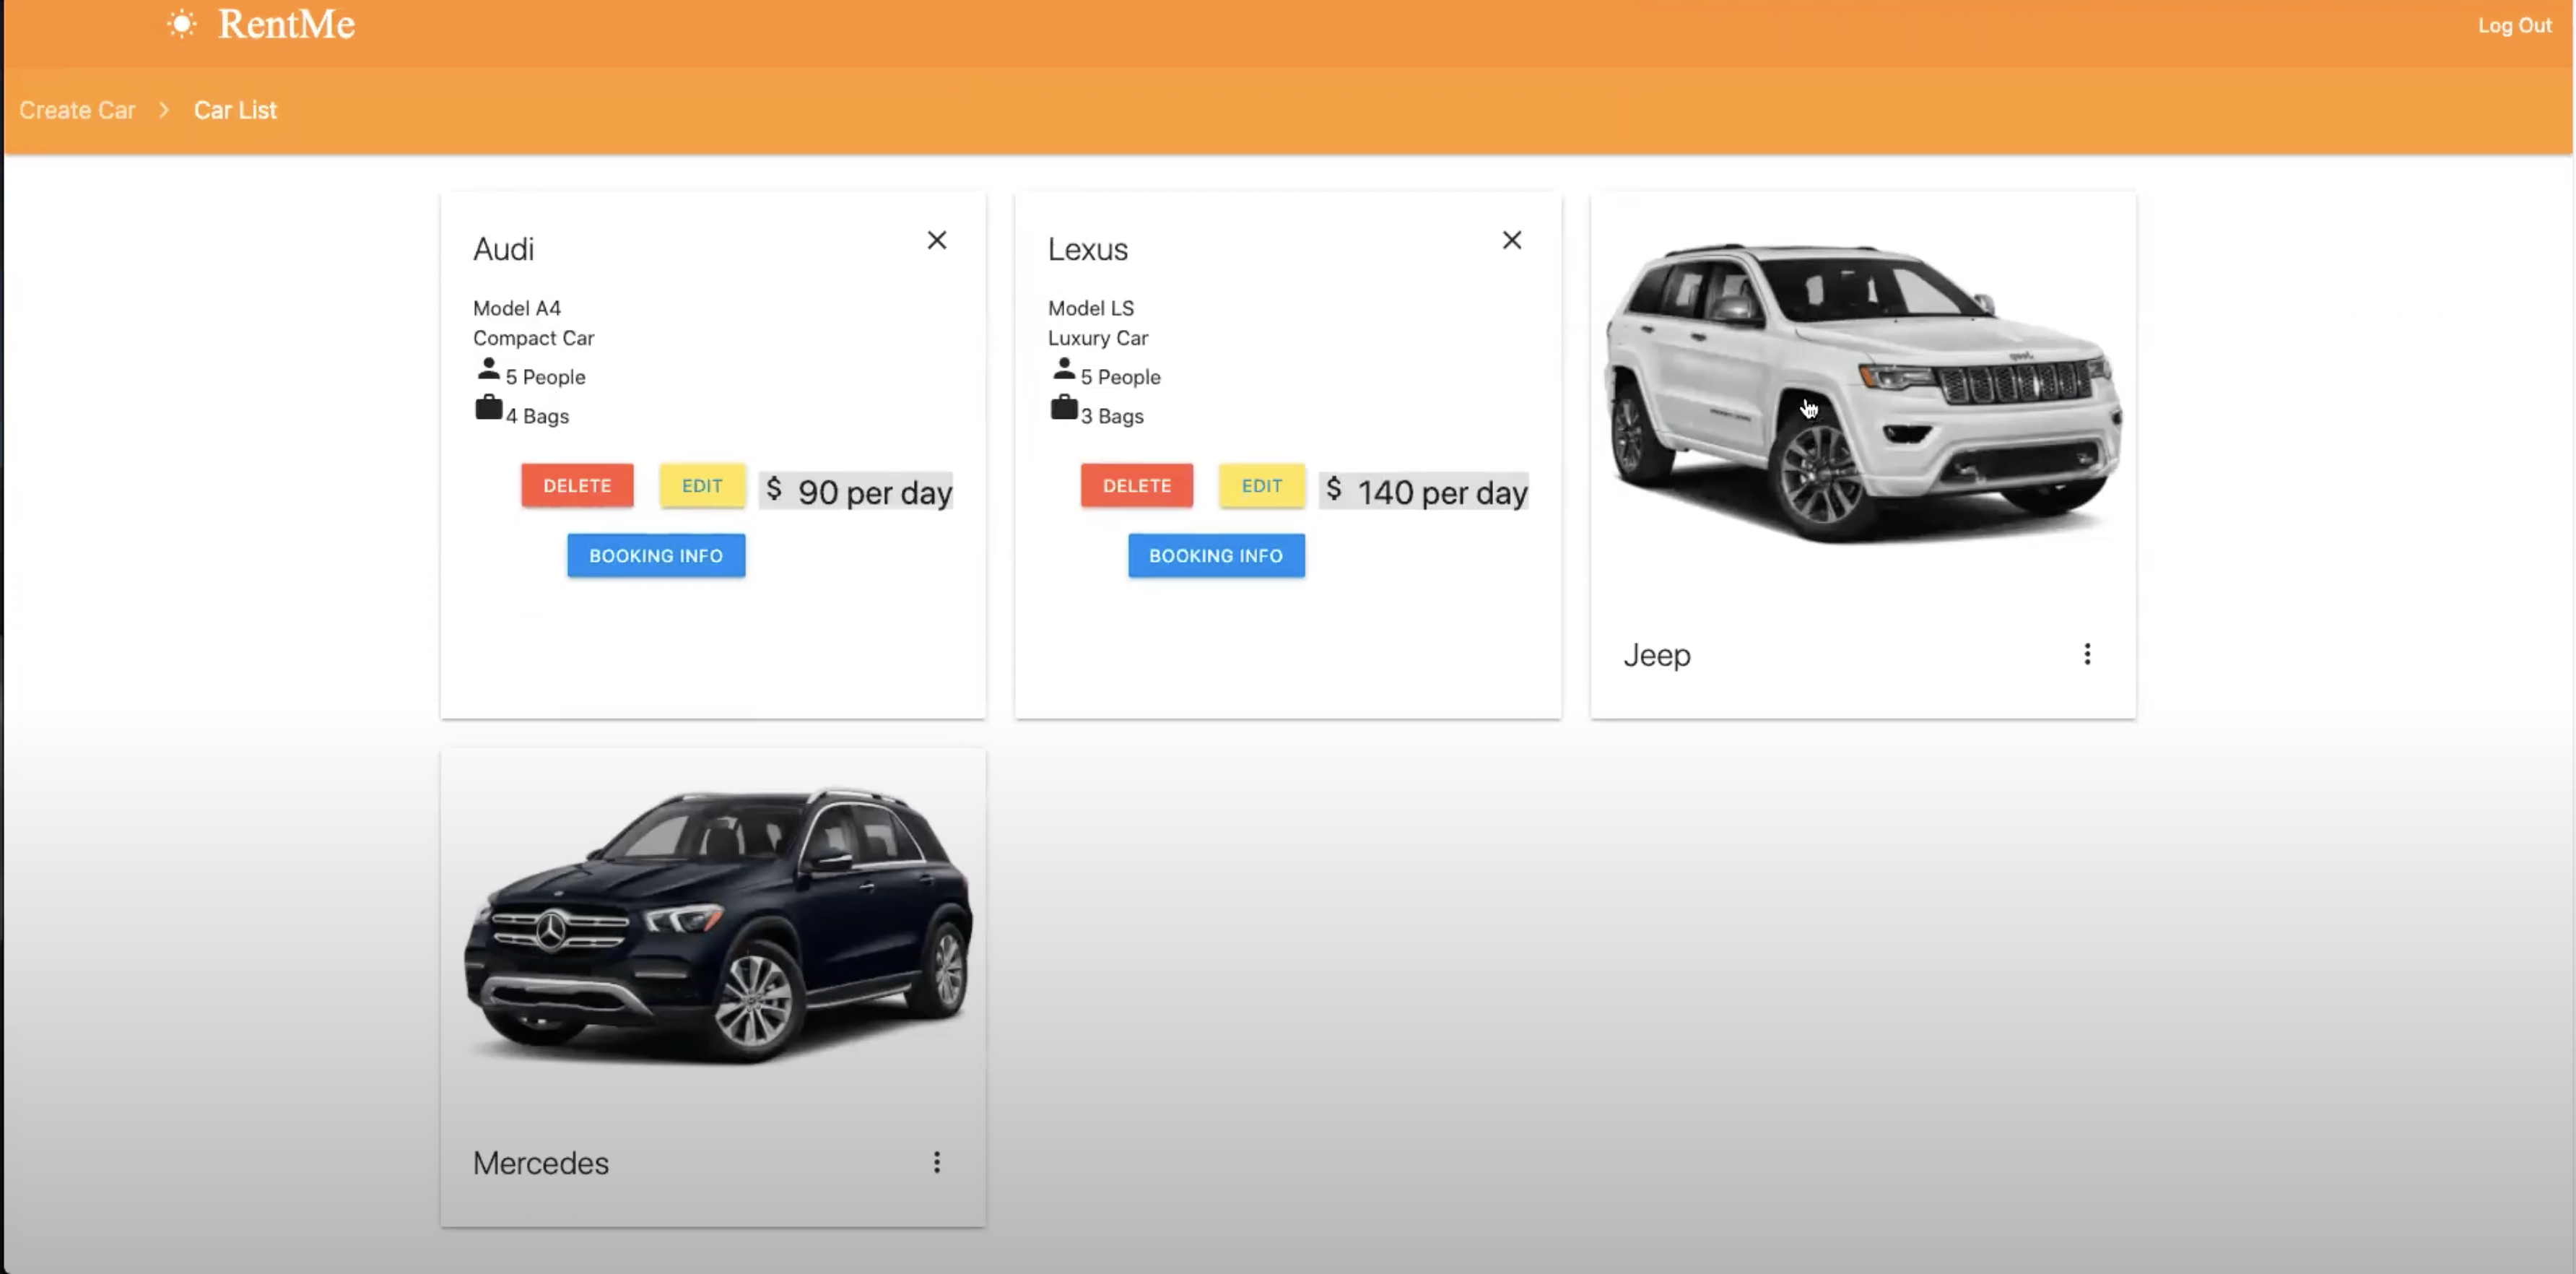 RentMe
Log Out
Create Car > Car List
Audi
Model A4
Compact Car
5 People
4 Bags
DELETE EDIT $ 90 per day
BOOKING INFO
Lexus
Model LS
Luxury Car
5 People
3 Bags
DELETE EDIT $ 140 per day
BOOKING INFO
Jeep
Mercedes